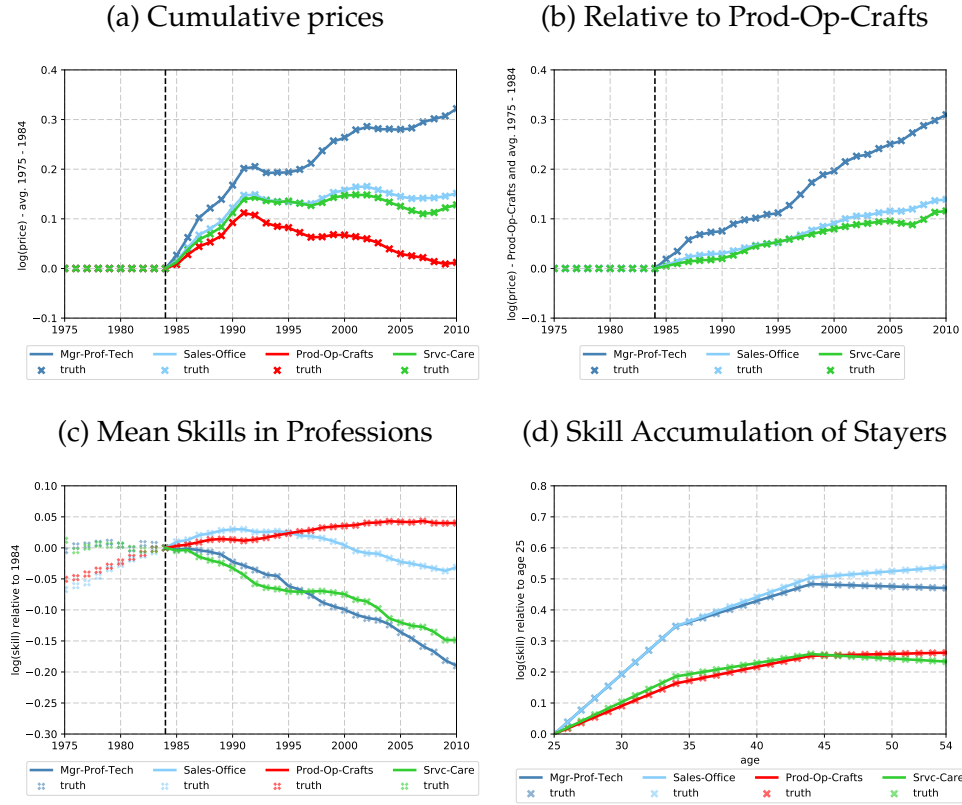 (a) Cumulative prices
(b) Relative to Prod-Op-Crafts
log(price) - avg. 1975 - 1984
0.4
0.3
0.2
0.1
0.0
−0.1
1975 1980 1985 1990 1995 2000 2005 2010
Mgr-Prof-Tech Sales-Office Prod-Op-Crafts Srvc-Care
truth truth truth truth
log(price) - Prod-Op-Crafts and avg. 1975 - 1984
0.4
0.3
0.2
0.1
0.0
−0.1
1975 1980 1985 1990 1995 2000 2005 2010
Mgr-Prof-Tech Sales-Office Srvc-Care
truth truth truth
(c) Mean Skills in Professions
(d) Skill Accumulation of Stayers
log(skill) relative to 1984
0.10
0.05
0.00
−0.05
−0.10
−0.15
−0.20
−0.25
−0.30
1975 1980 1985 1990 1995 2000 2005 2010
Mgr-Prof-Tech Sales-Office Prod-Op-Crafts Srvc-Care
truth truth truth truth
log(skill) relative to age 25
0.8
0.7
0.6
0.5
0.4
0.3
0.2
0.1
0.0
25 30 35 40 45 50 54
age
Mgr-Prof-Tech Sales-Office Prod-Op-Crafts Srvc-Care
truth truth truth truth